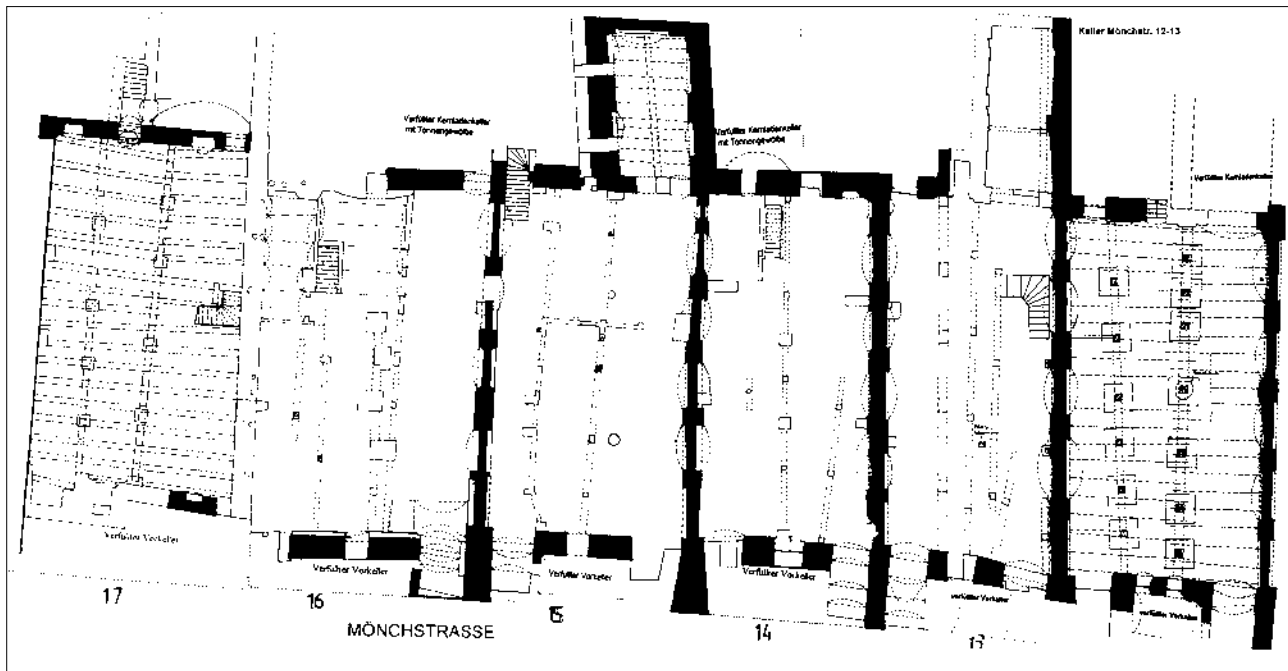 Keller Mönchstr. 12-13
Verfüllter Kemladenkeller
mit Tonnengewölbe
Verfüllter Kemladenkeller
mit Tonnengewölbe
Verfüllter Kemladenkeller
Verfüllter Vorkeller
Verfüllter Vorkeller
Verfüllter Vorkeller
Verfüllter Vorkeller
verfüllter Vorkeller
verfüllter Vorkeller
17
16
15
14
13
MÖNCHSTRASSE